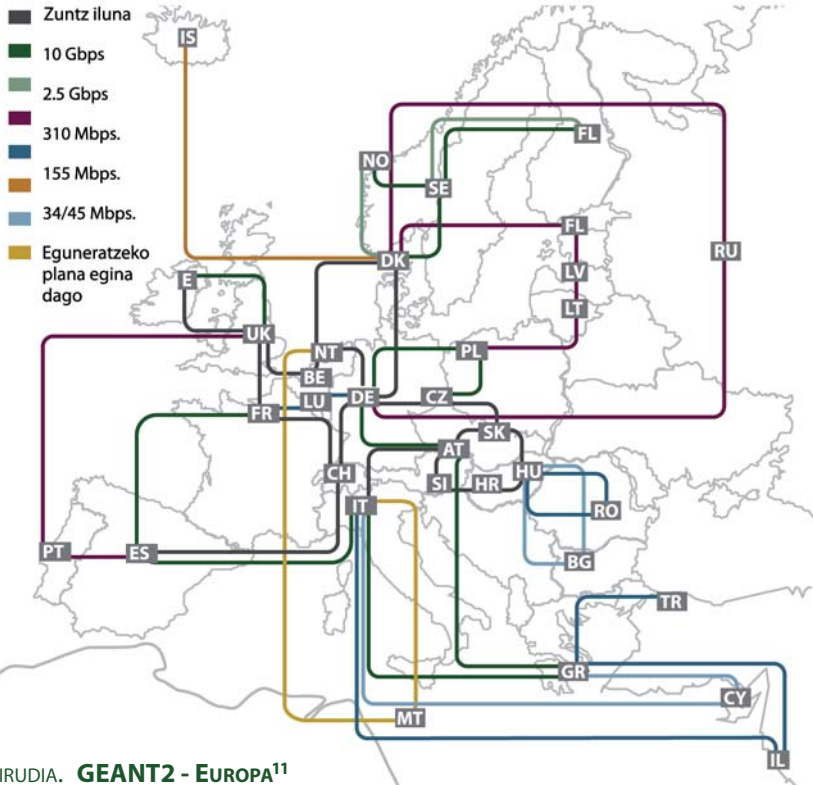 Zuntz iluna
10 Gbps
2.5 Gbps
310 Mbps.
155 Mbps.
34/45 Mbps.
Eguneratzeko
plana egina
dago
IS
NO
FL
SE
FL
DK
RU
E
LV
LT
UK
NT
PL
BE
LU
DE
CZ
FR
SK
AT
CH
HU
SI
HR
IT
RO
PT
ES
BG
TR
GR
CY
MT
IL
IRUDIA. GEANT2 - EUROPA11